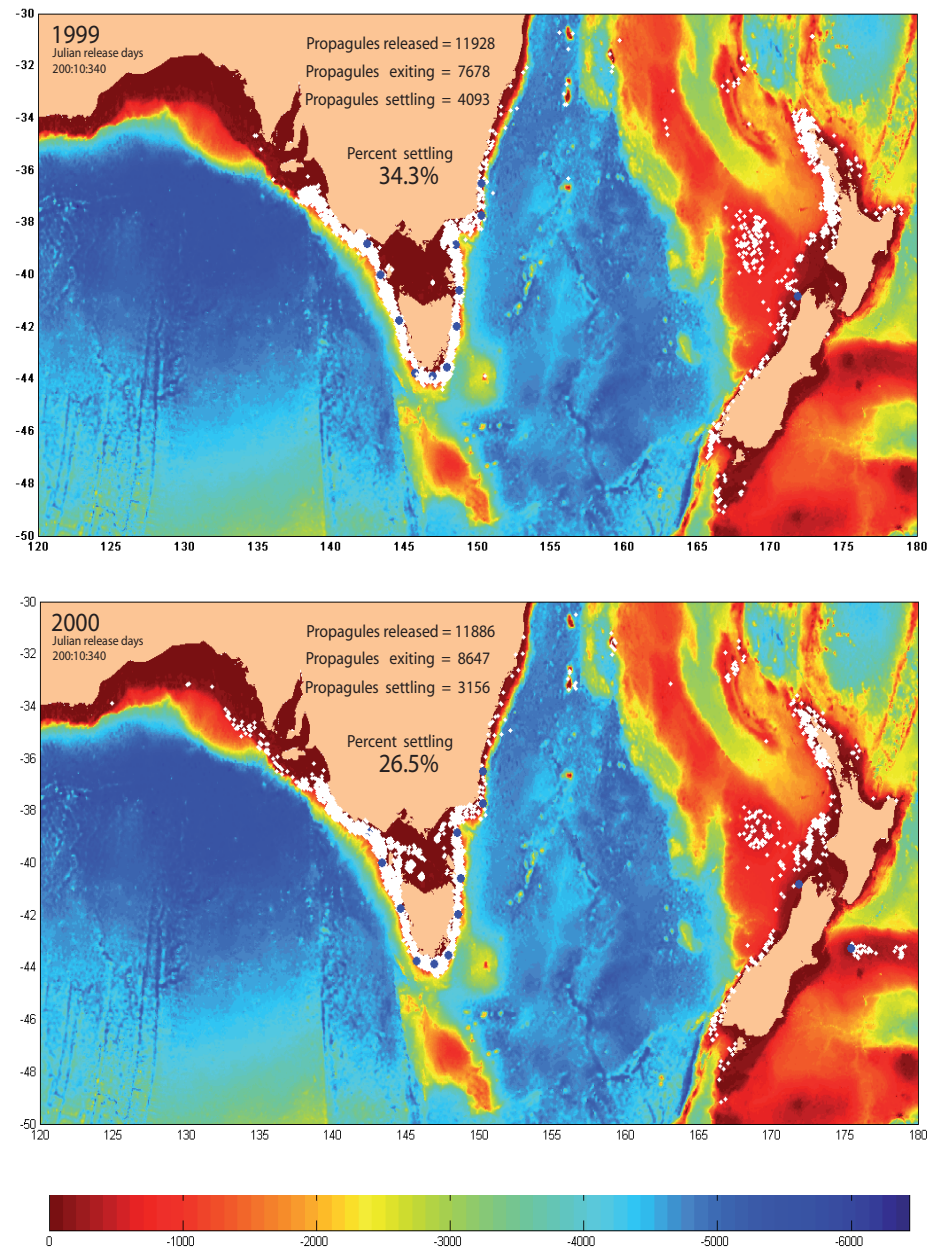 -30
1999
Julian release days
200:10:340
Propagules released = 11928
Propagules exiting = 7678
Propagules settling = 4093
Percent settling
34.3%
-32
-34
-36
-38
-40
-42
-44
-46
-48
-50
120 125 130 135 140 145 150 155 160 165 170 175 180
-30
2000
Julian release days
200:10:340
Propagules released = 11886
Propagules exiting = 8647
Propagules settling = 3156
Percent settling
26.5%
-32
-34
-36
-38
-40
-42
-44
-46
-48
-50
120 125 130 135 140 145 150 155 160 165 170 175 180
0 -1000 -2000 -3000 -4000 -5000 -6000